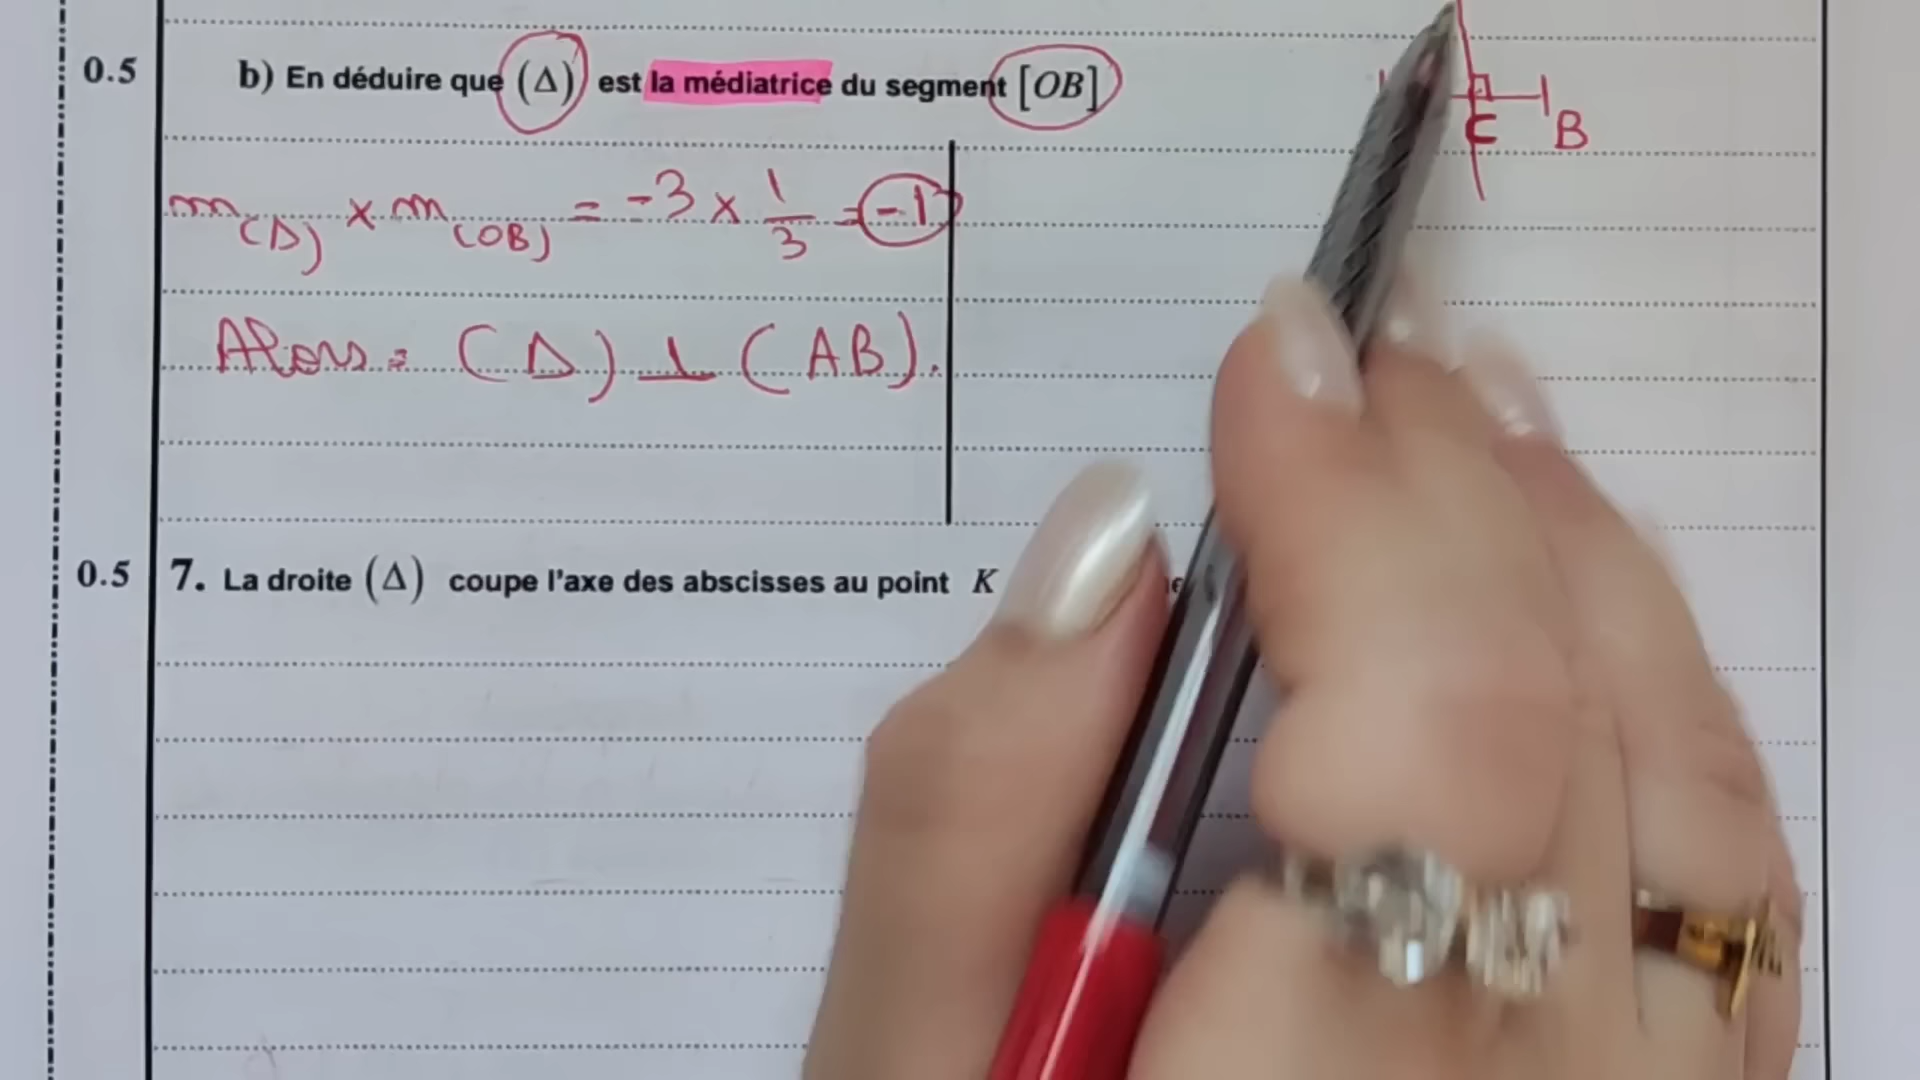 0.5 b) En déduire que (Δ) est la médiatrice du segment [OB]
C B
m(D) × m(OB) = -3 × 1/3 = -1
Alors : (Δ) ⊥ (AB).
0.5 7. La droite (Δ) coupe l'axe des abscisses au point K